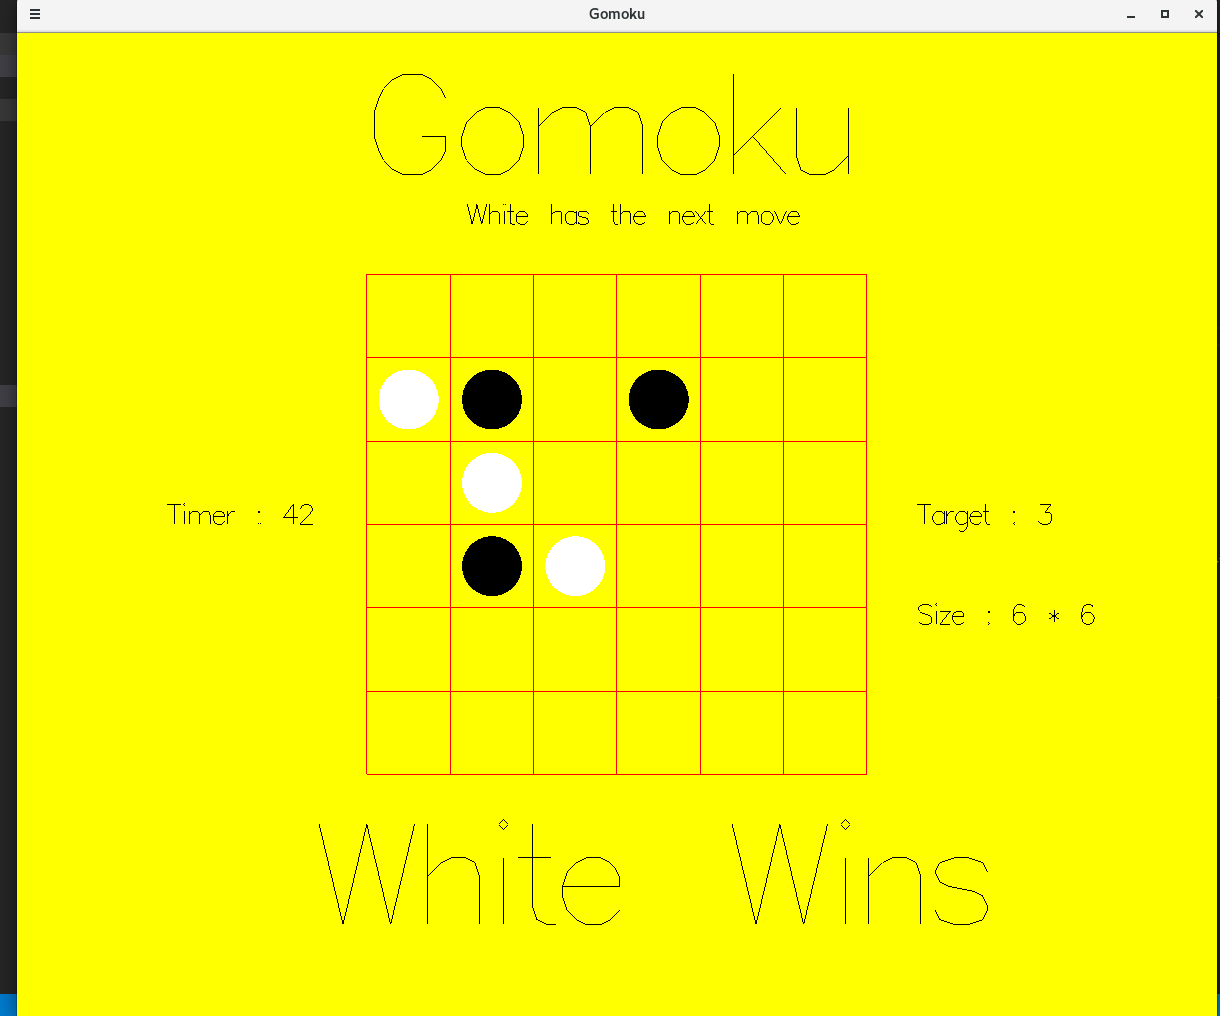 Gomoku
Gomoku
White has the next move
Timer : 42
Target : 3
Size : 6 * 6
White Wins